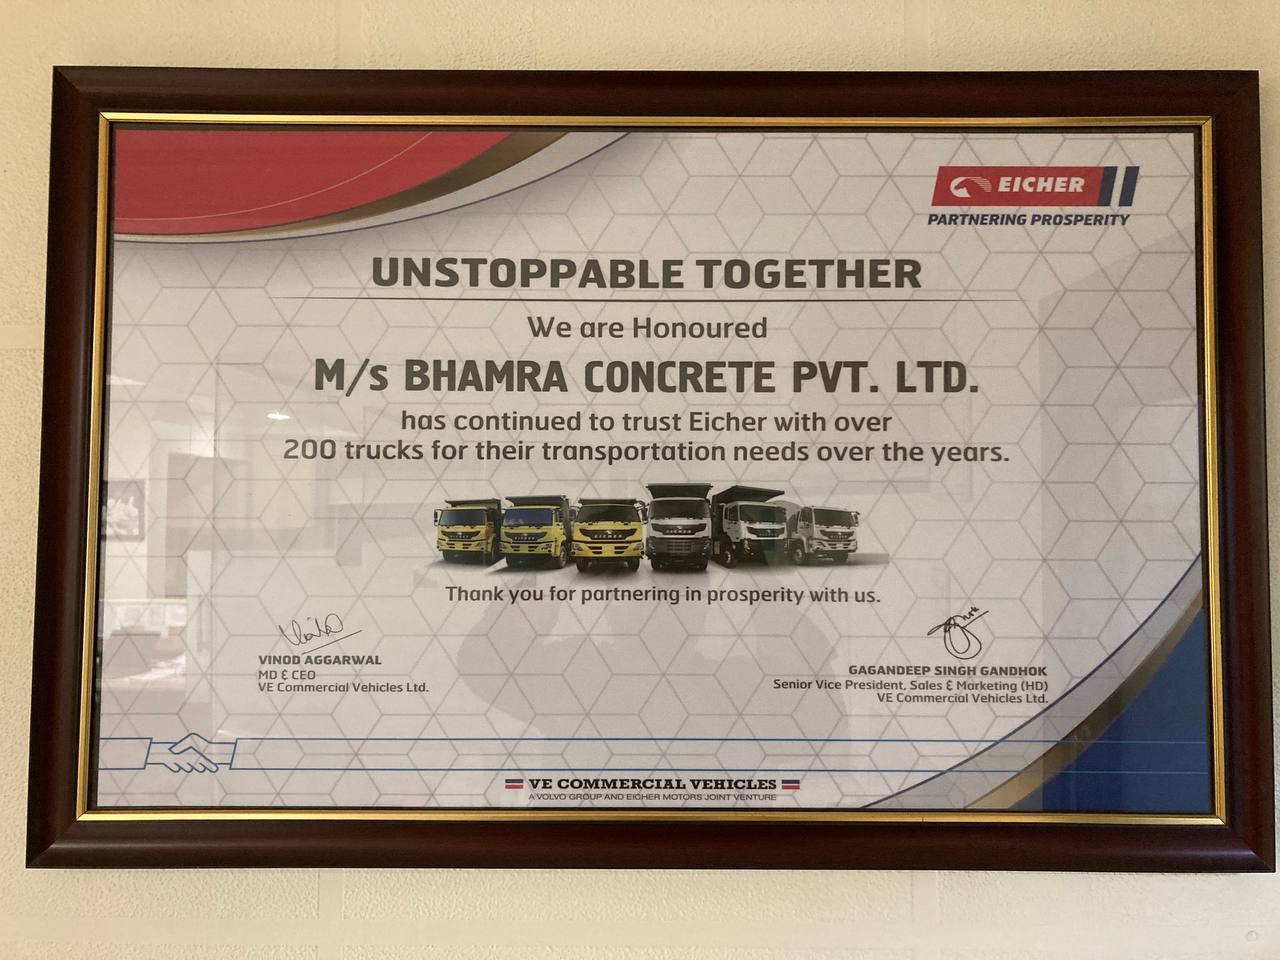 EICHER
PARTNERING PROSPERITY
UNSTOPPABLE TOGETHER
We are Honoured
M/s BHAMRA CONCRETE PVT. LTD.
has continued to trust Eicher with over
200 trucks for their transportation needs over the years.
EICHER
Thank you for partnering in prosperity with us.
VINOD AGGARWAL
MD & CEO
VE Commercial Vehicles Ltd.
GAGANDEEP SINGH GANDHOK
Senior Vice President, Sales & Marketing (HD)
VE Commercial Vehicles Ltd.
VE COMMERCIAL VEHICLES
A VOLVO GROUP AND EICHER MOTORS JOINT VENTURE